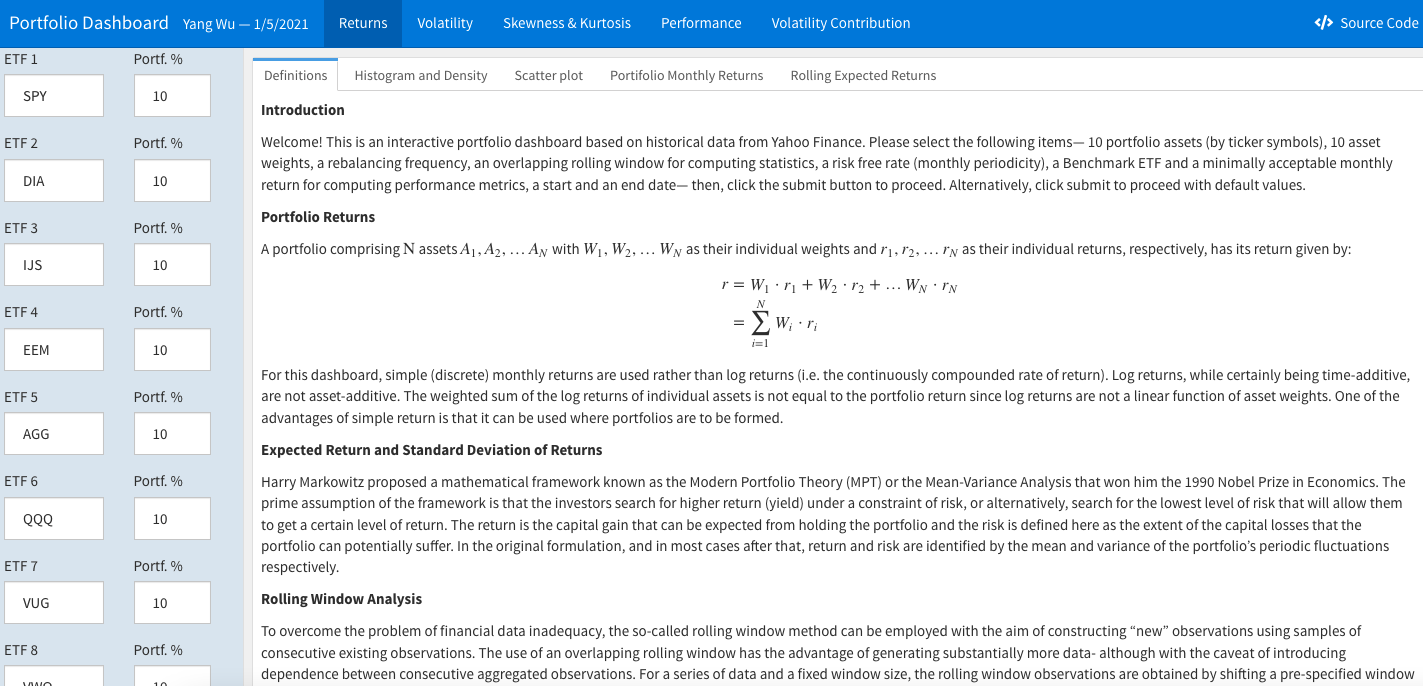 Portfolio Dashboard Yang Wu — 1/5/2021 Returns Volatility Skewness & Kurtosis Performance Volatility Contribution </> Source Code
ETF 1 Portf. %
SPY 10
ETF 2 Portf. %
DIA 10
ETF 3 Portf. %
IJS 10
ETF 4 Portf. %
EEM 10
ETF 5 Portf. %
AGG 10
ETF 6 Portf. %
QQQ 10
ETF 7 Portf. %
VUG 10
ETF 8 Portf. %
VWO 10
Definitions Histogram and Density Scatter plot Portifolio Monthly Returns Rolling Expected Returns
Introduction
Welcome! This is an interactive portfolio dashboard based on historical data from Yahoo Finance. Please select the following items— 10 portfolio assets (by ticker symbols), 10 asset
weights, a rebalancing frequency, an overlapping rolling window for computing statistics, a risk free rate (monthly periodicity), a Benchmark ETF and a minimally acceptable monthly
return for computing performance metrics, a start and an end date— then, click the submit button to proceed. Alternatively, click submit to proceed with default values.
Portfolio Returns
A portfolio comprising N assets A₁, A₂, … A_N with W₁, W₂, … W_N as their individual weights and r₁, r₂, … r_N as their individual returns, respectively, has its return given by:
r = W₁ · r₁ + W₂ · r₂ + … W_N · r_N
= ∑_{i=1}^{N} W_i · r_i
For this dashboard, simple (discrete) monthly returns are used rather than log returns (i.e. the continuously compounded rate of return). Log returns, while certainly being time-additive,
are not asset-additive. The weighted sum of the log returns of individual assets is not equal to the portfolio return since log returns are not a linear function of asset weights. One of the
advantages of simple return is that it can be used where portfolios are to be formed.
Expected Return and Standard Deviation of Returns
Harry Markowitz proposed a mathematical framework known as the Modern Portfolio Theory (MPT) or the Mean-Variance Analysis that won him the 1990 Nobel Prize in Economics. The
prime assumption of the framework is that the investors search for higher return (yield) under a constraint of risk, or alternatively, search for the lowest level of risk that will allow them
to get a certain level of return. The return is the capital gain that can be expected from holding the portfolio and the risk is defined here as the extent of the capital losses that the
portfolio can potentially suffer. In the original formulation, and in most cases after that, return and risk are identified by the mean and variance of the portfolio’s periodic fluctuations
respectively.
Rolling Window Analysis
To overcome the problem of financial data inadequacy, the so-called rolling window method can be employed with the aim of constructing “new” observations using samples of
consecutive existing observations. The use of an overlapping rolling window has the advantage of generating substantially more data- although with the caveat of introducing
dependence between consecutive aggregated observations. For a series of data and a fixed window size, the rolling window observations are obtained by shifting a pre-specified window